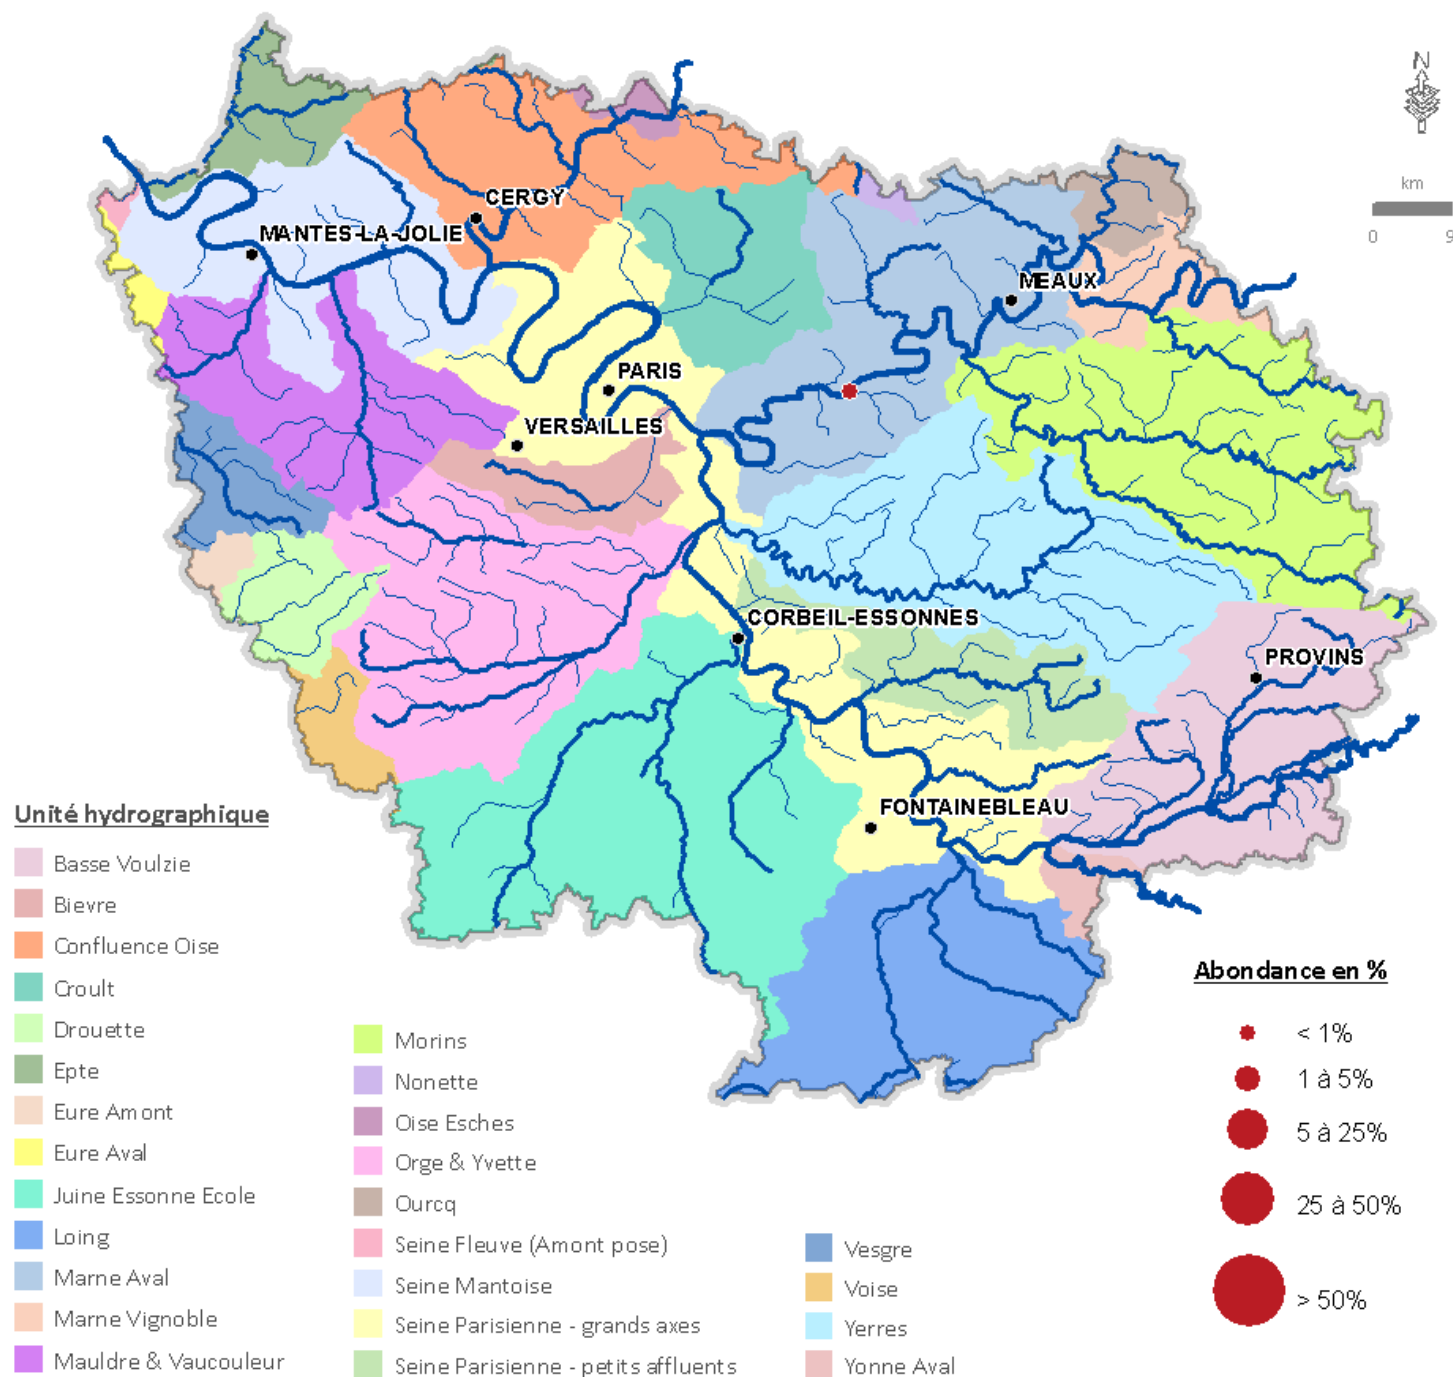 N
km
0 9
CERGY
MANTES-LA-JOLIE
MEAUX
PARIS
VERSAILLES
CORBEIL-ESSONNES
PROVINS
FONTAINEBLEAU
Unité hydrographique
Basse Voulzie
Bievre
Confluence Oise
Croult
Drouette
Epte
Eure Amont
Eure Aval
Juine Essonne Ecole
Loing
Marne Aval
Marne Vignoble
Mauldre & Vaucouleur
Morins
Nonette
Oise Esches
Orge & Yvette
Ourcq
Seine Fleuve (Amont pose)
Seine Mantoise
Seine Parisienne - grands axes
Seine Parisienne - petits affluents
Vesgre
Voise
Yerres
Yonne Aval
Abondance en %
< 1%
1 à 5%
5 à 25%
25 à 50%
> 50%